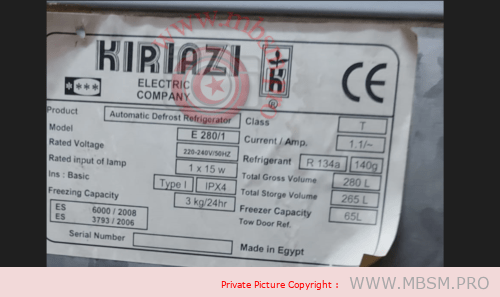 www.mbsm
KIRIAZI
ELECTRIC
COMPANY
****
®
CE
Product Automatic Defrost Refrigerator
Model E 280/1
Rated Voltage 220-240V/50HZ
Rated input of lamp 1 x 15 w
Ins : Basic Type I IPX4
Freezing Capacity 3 kg/24hr
ES 6000 / 2008
ES 3793 / 2006
Serial Number
Class T
Current / Amp. 1.1/~
Refrigerant R 134a 140g
Total Gross Volume 280 L
Total Storge Volume 265 L
Freezer Capacity 65L
Tow Door Ref.
Made in Egypt
Private Picture Copyright :
WWW.MBSM.PRO